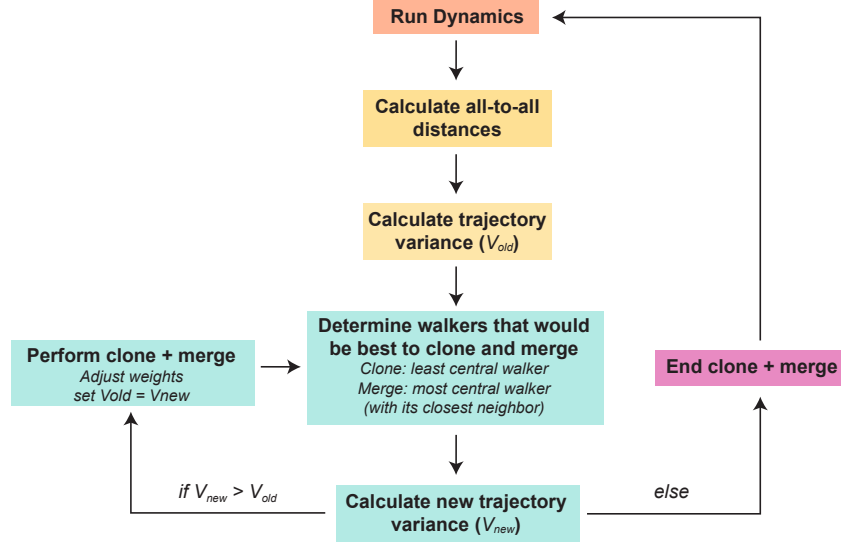 Run Dynamics
Calculate all-to-all
distances
Calculate trajectory
variance (Vold)
Determine walkers that would
be best to clone and merge
Clone: least central walker
Merge: most central walker
(with its closest neighbor)
Perform clone + merge
Adjust weights
set Vold = Vnew
End clone + merge
if Vnew > Vold
else
Calculate new trajectory
variance (Vnew)